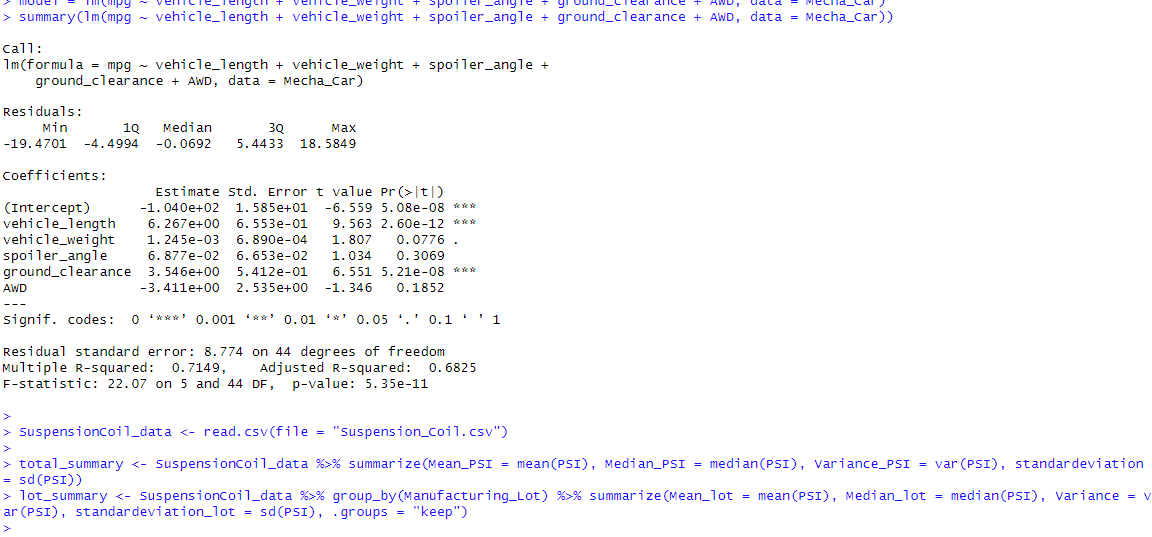 > model = lm(mpg ~ vehicle_length + vehicle_weight + spoiler_angle + ground_clearance + AWD, data = Mecha_Car)
> summary(lm(mpg ~ vehicle_length + vehicle_weight + spoiler_angle + ground_clearance + AWD, data = Mecha_Car))

Call:
lm(formula = mpg ~ vehicle_length + vehicle_weight + spoiler_angle +
    ground_clearance + AWD, data = Mecha_Car)

Residuals:
     Min       1Q   Median       3Q      Max
-19.4701  -4.4994  -0.0692   5.4433  18.5849

Coefficients:
                   Estimate Std. Error t value Pr(>|t|)
(Intercept)      -1.040e+02  1.585e+01  -6.559 5.08e-08 ***
vehicle_length    6.267e+00  6.553e-01   9.563 2.60e-12 ***
vehicle_weight    1.245e-03  6.890e-04   1.807   0.0776 .
spoiler_angle     6.877e-02  6.653e-02   1.034   0.3069
ground_clearance  3.546e+00  5.412e-01   6.551 5.21e-08 ***
AWD              -3.411e+00  2.535e+00  -1.346   0.1852
---
Signif. codes:  0 ‘***’ 0.001 ‘**’ 0.01 ‘*’ 0.05 ‘.’ 0.1 ‘ ’ 1

Residual standard error: 8.774 on 44 degrees of freedom
Multiple R-squared:  0.7149,    Adjusted R-squared:  0.6825
F-statistic: 22.07 on 5 and 44 DF,  p-value: 5.35e-11

>
> SuspensionCoil_data <- read.csv(file = "Suspension_Coil.csv")
>
> total_summary <- SuspensionCoil_data %>% summarize(Mean_PSI = mean(PSI), Median_PSI = median(PSI), Variance_PSI = var(PSI), standardeviation
= sd(PSI))
> lot_summary <- SuspensionCoil_data %>% group_by(Manufacturing_Lot) %>% summarize(Mean_lot = mean(PSI), Median_lot = median(PSI), Variance = v
ar(PSI), standardeviation_lot = sd(PSI), .groups = "keep")
>